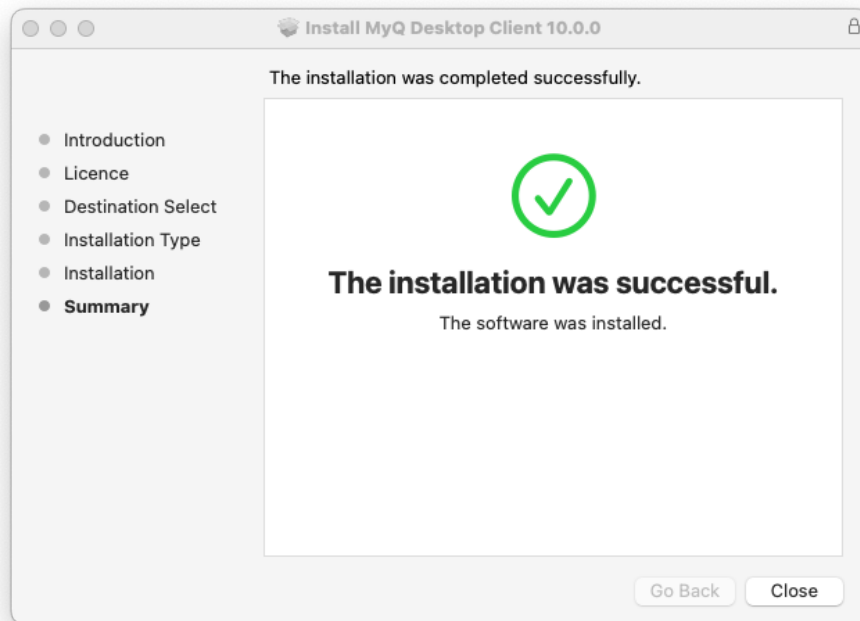 Install MyQ Desktop Client 10.0.0
The installation was completed successfully.
Introduction
Licence
Destination Select
Installation Type
Installation
Summary
The installation was successful.
The software was installed.
Go Back
Close